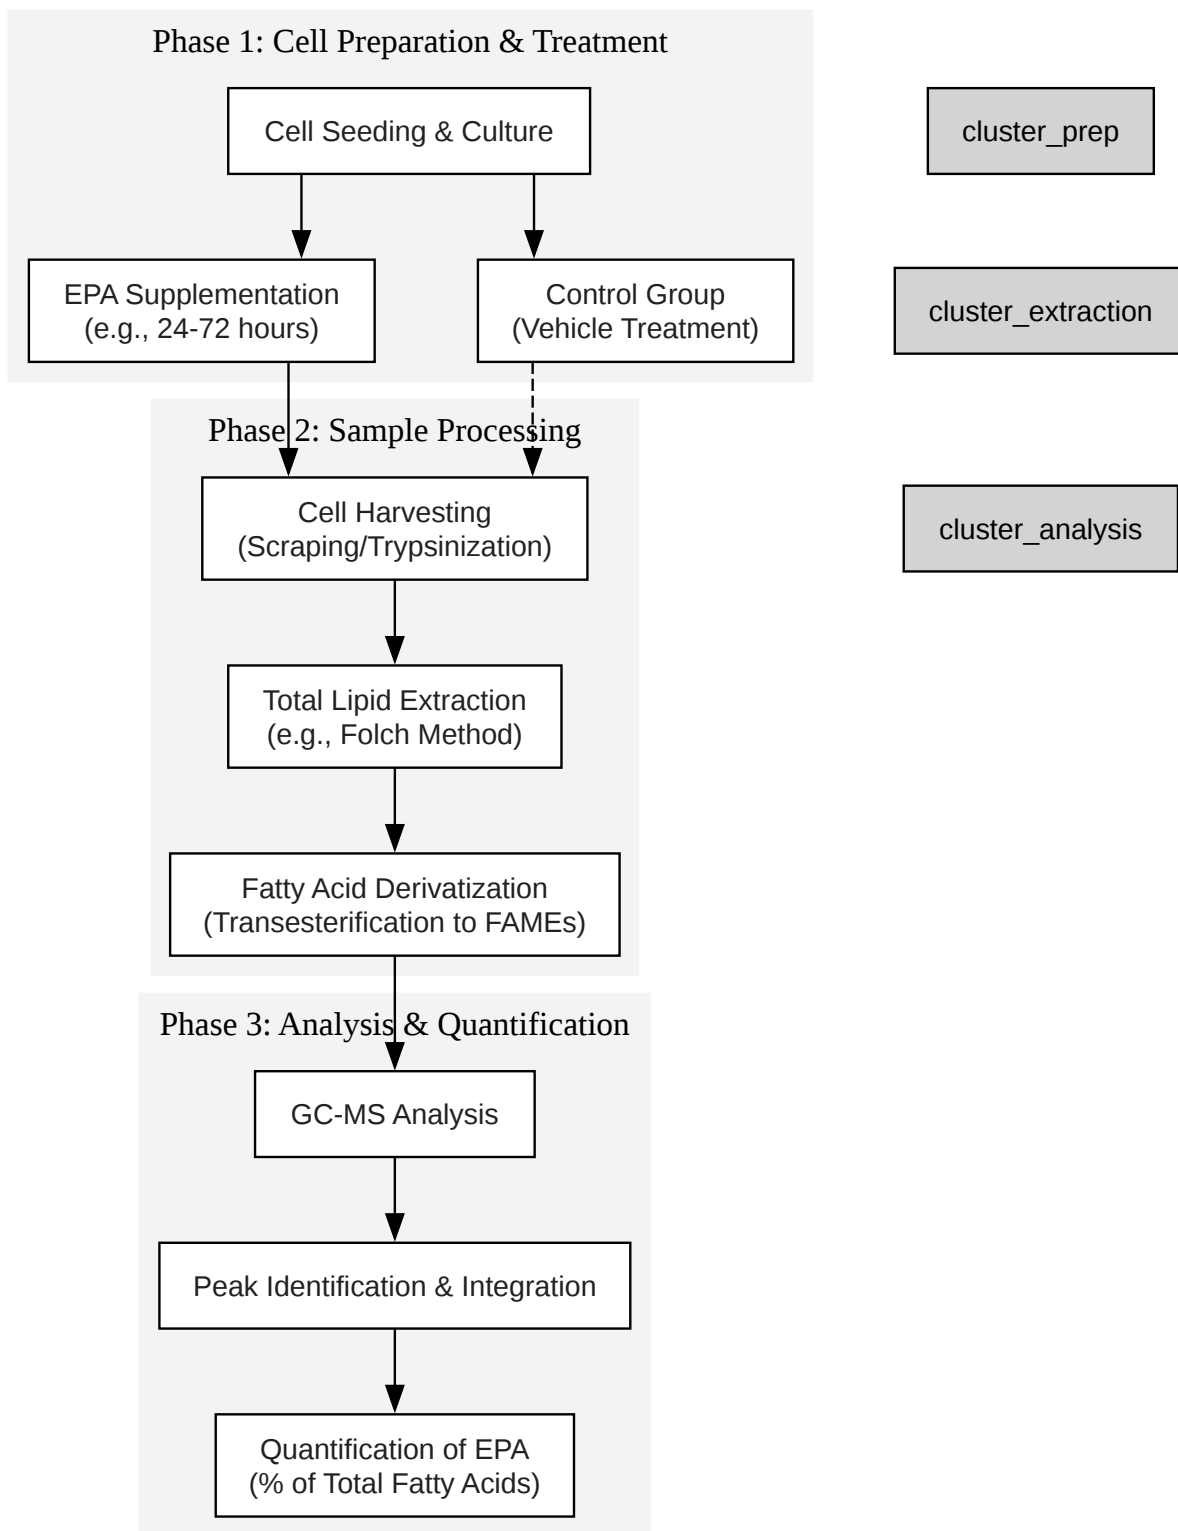 Phase 1: Cell Preparation & Treatment
Cell Seeding & Culture
cluster_prep
EPA Supplementation
(e.g., 24-72 hours)
Control Group
(Vehicle Treatment)
cluster_extraction
Phase 2: Sample Processing
Cell Harvesting
(Scraping/Trypsinization)
cluster_analysis
Total Lipid Extraction
(e.g., Folch Method)
Fatty Acid Derivatization
(Transesterification to FAMEs)
Phase 3: Analysis & Quantification
GC-MS Analysis
Peak Identification & Integration
Quantification of EPA
(% of Total Fatty Acids)